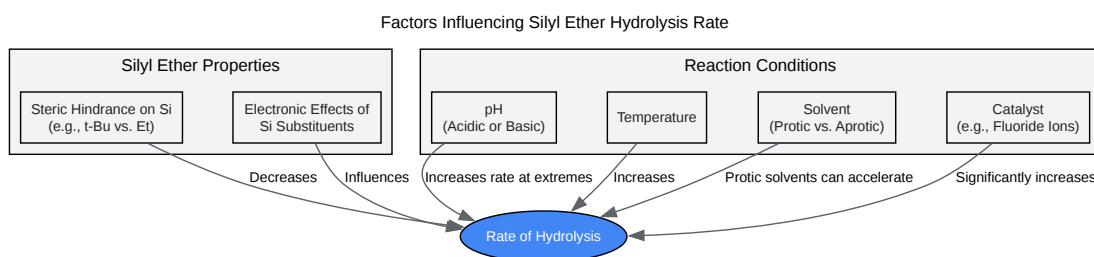 Factors Influencing Silyl Ether Hydrolysis Rate
Silyl Ether Properties
Reaction Conditions
Steric Hindrance on Si
(e.g., t-Bu vs. Et)
Electronic Effects of
Si Substituents
pH
(Acidic or Basic)
Temperature
Solvent
(Protic vs. Aprotic)
Catalyst
(e.g., Fluoride Ions)
Decreases
Influences
Increases rate at extremes
Increases
Protic solvents can accelerate
Significantly increases
Rate of Hydrolysis